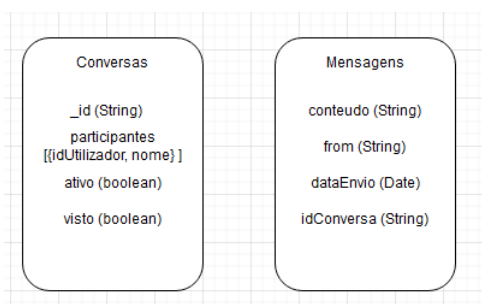 Conversas
_id (String)
participantes
[{idUtilizador, nome} ]
ativo (boolean)
visto (boolean)
Mensagens
conteudo (String)
from (String)
dataEnvio (Date)
idConversa (String)